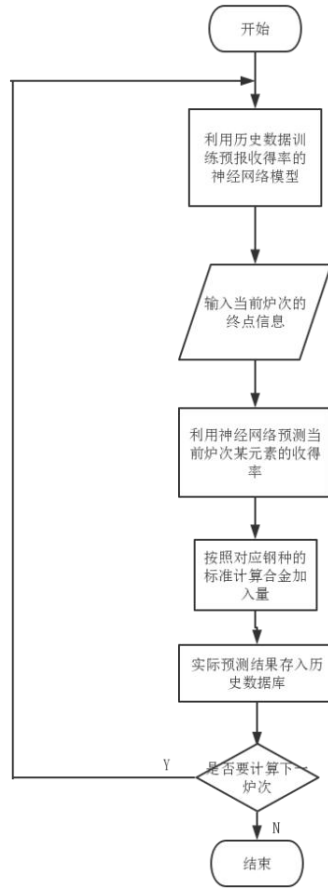 开始
利用历史数据训
练预报收得率的
神经网络模型
输入当前炉次的
终点信息
利用神经网络预测当
前炉次某元素的收得
率
按照对应钢种的
标准计算合金加
入量
实际预测结果存入历
史数据库
是否要计算下一
炉次
Y
N
结束